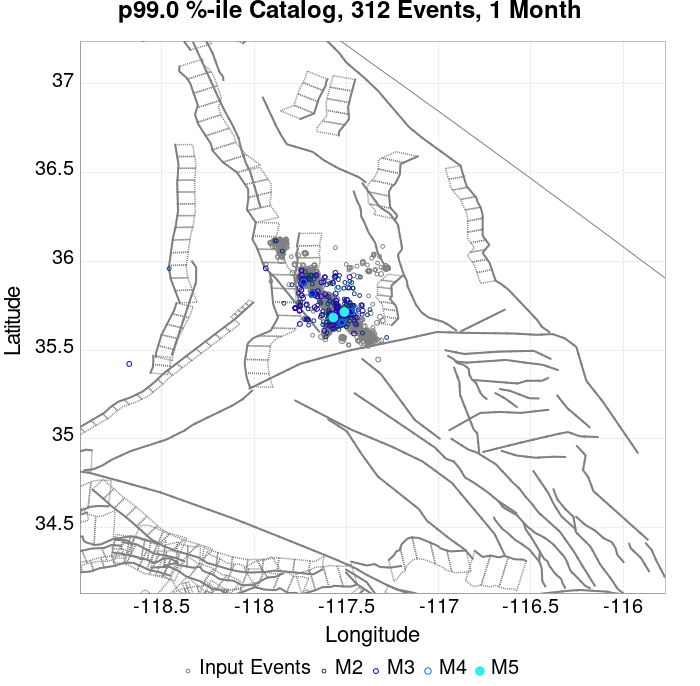 p99.0 %-ile Catalog, 312 Events, 1 Month
37
36.5
36
35.5
35
34.5
Latitude
-118.5 -118 -117.5 -117 -116.5 -116
Longitude
Input Events M2 M3 M4 M5